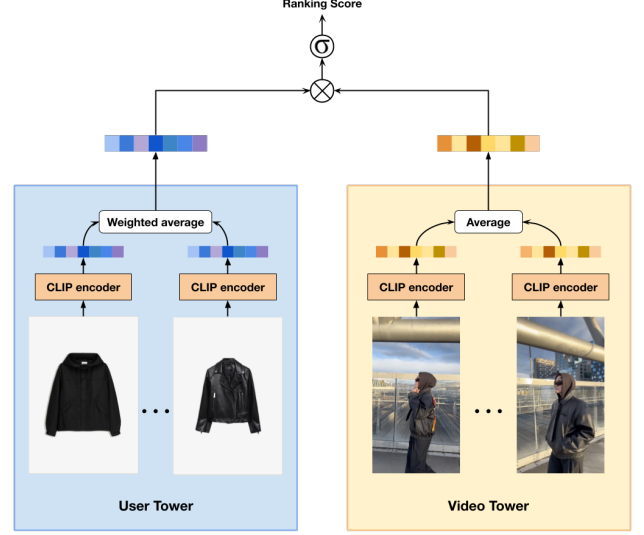 Ranking Score
σ
Weighted average
Average
CLIP encoder
CLIP encoder
CLIP encoder
CLIP encoder
User Tower
Video Tower